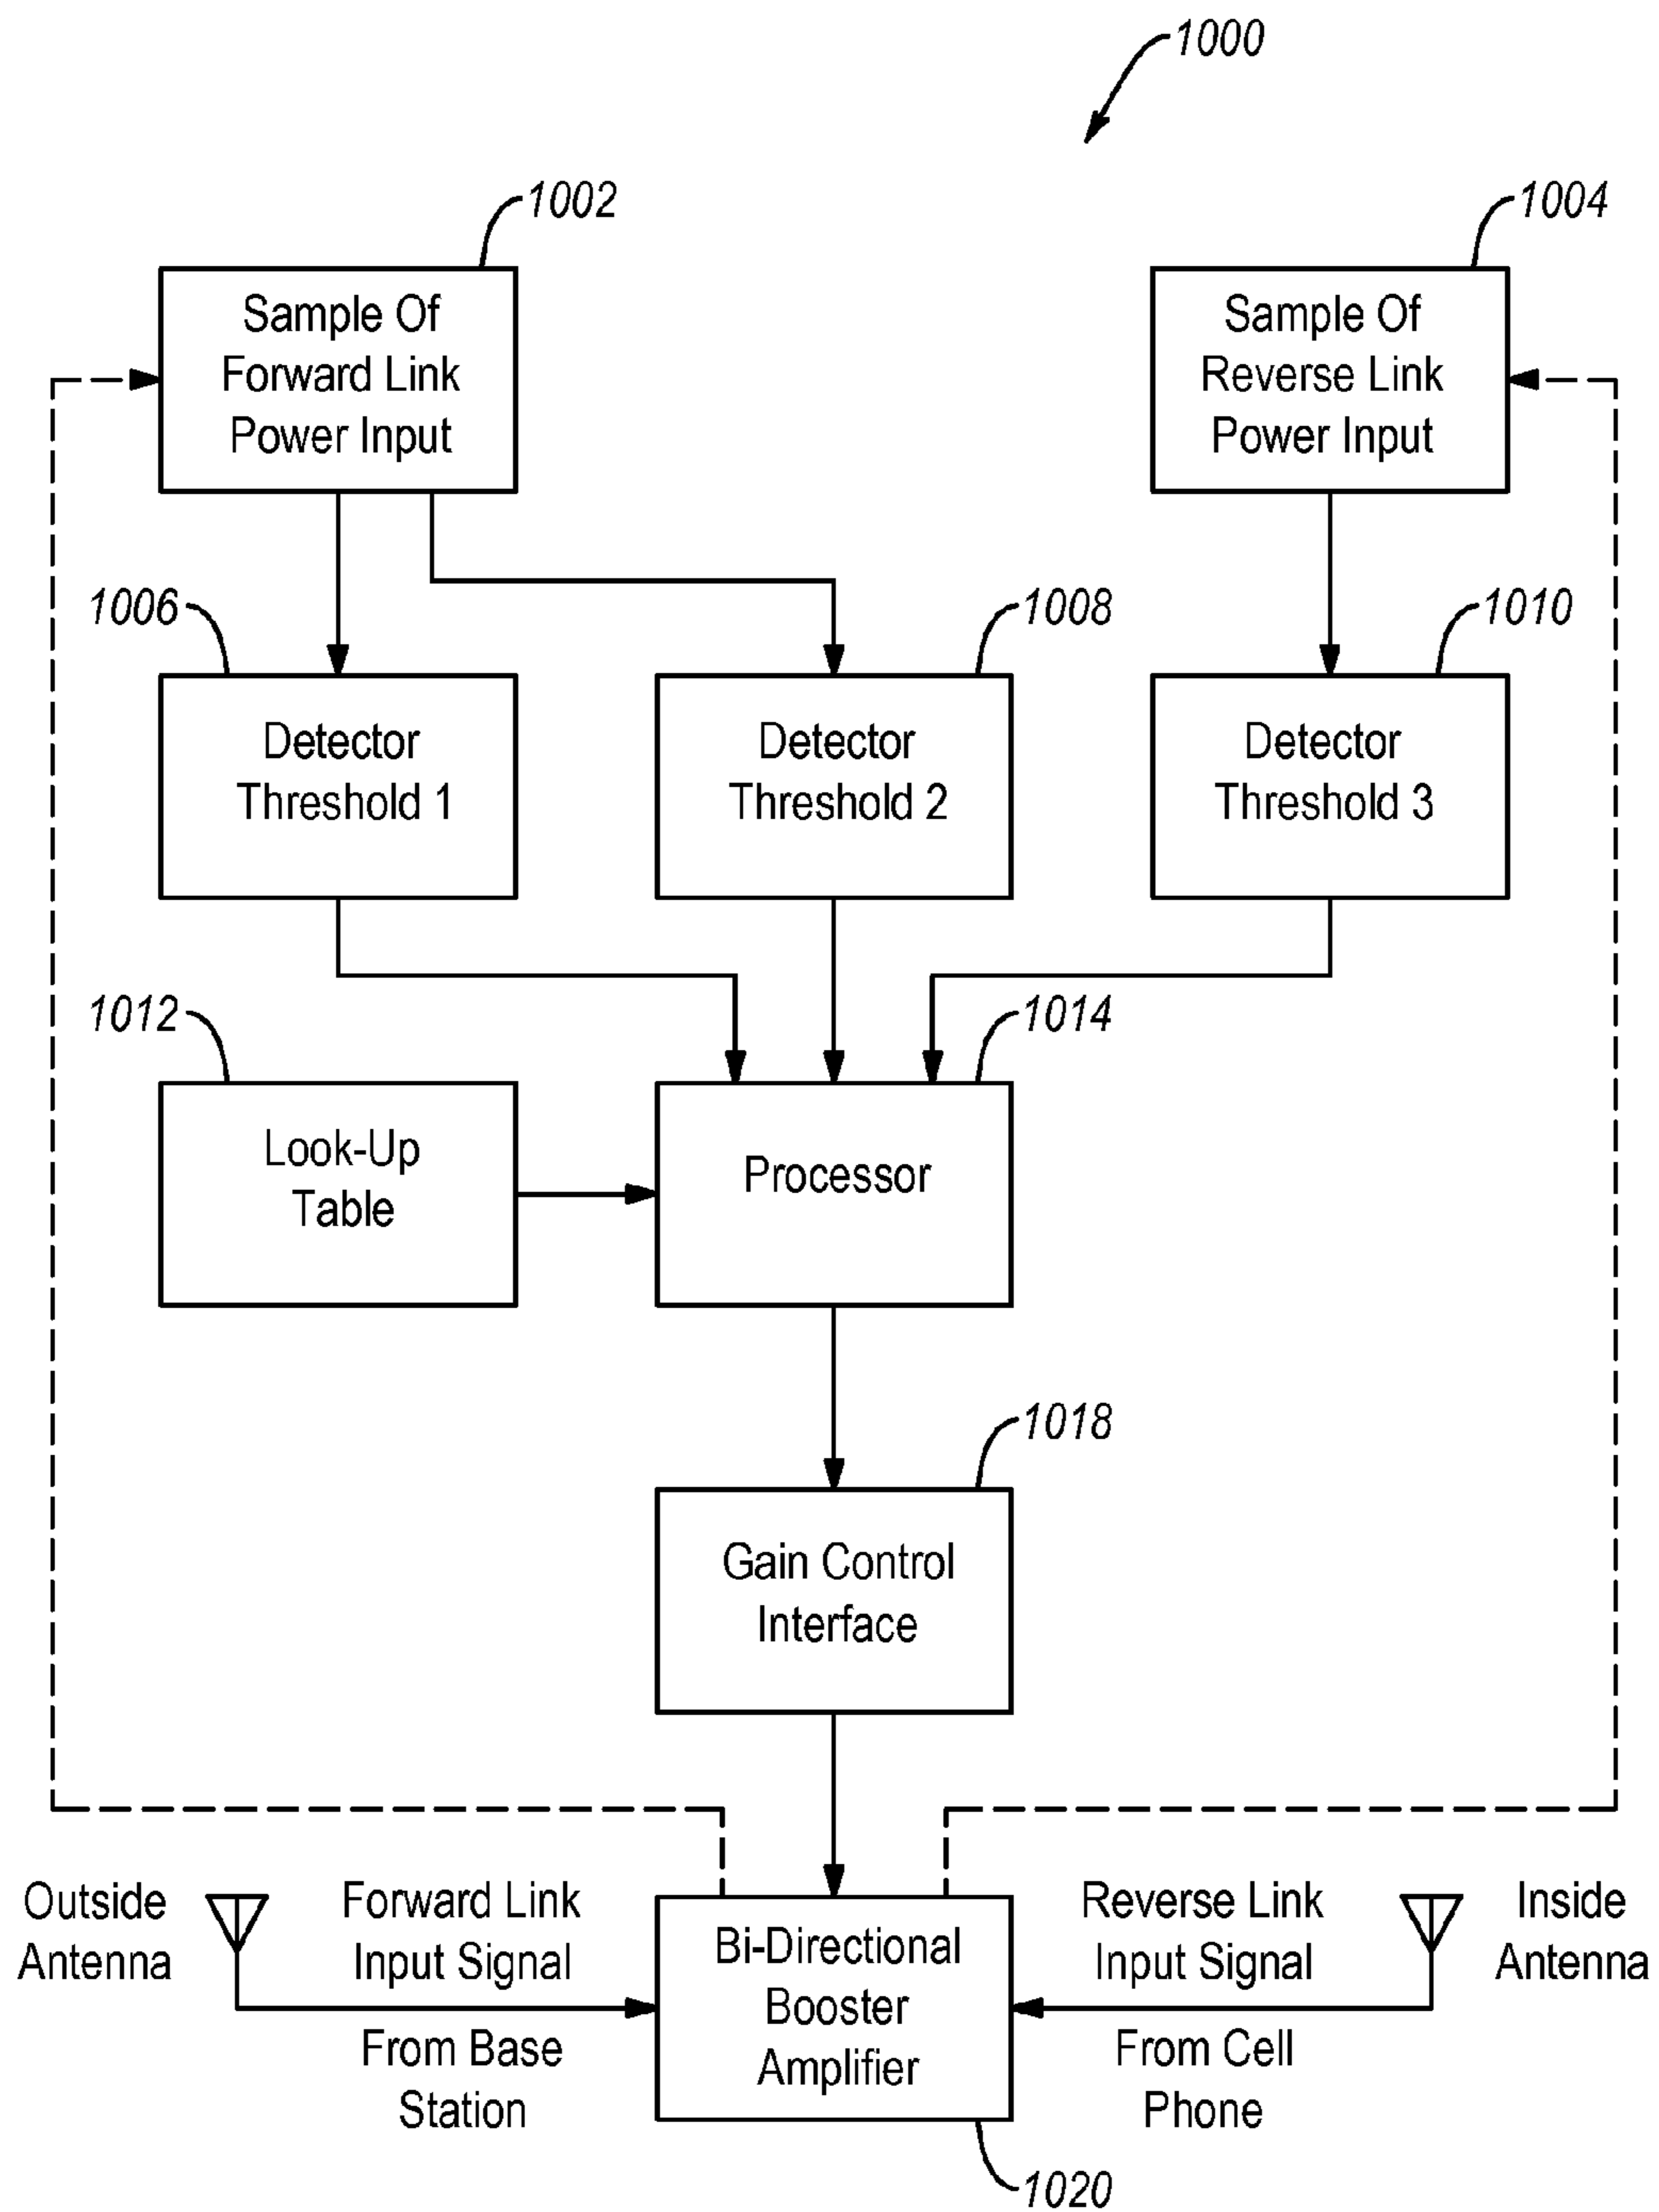 1000
1002
1004
Sample Of
Forward Link
Power Input
Sample Of
Reverse Link
Power Input
1006
1008
1010
Detector
Threshold 1
Detector
Threshold 2
Detector
Threshold 3
1012
1014
Look-Up
Table
Processor
1018
Gain Control
Interface
Outside
Antenna
Forward Link
Input Signal
From Base
Station
Bi-Directional
Booster
Amplifier
Reverse Link
Input Signal
From Cell
Phone
Inside
Antenna
1020